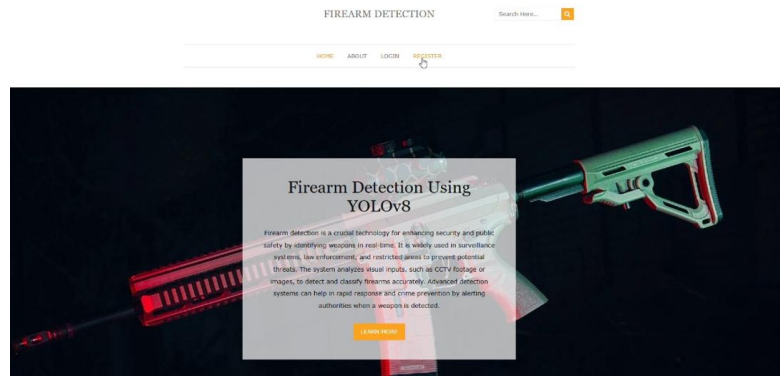 FIREARM DETECTION
Search Here...
HOME ABOUT LOGIN REGISTER
Firearm Detection Using
YOLOv8
Firearm detection is a crucial technology for enhancing security and public
safety by identifying weapons in real-time. It is widely used in surveillance
systems, law enforcement, and restricted areas to prevent potential
threats. The system analyzes visual inputs, such as CCTV footage or
images, to detect and classify firearms accurately. Advanced detection
systems can help in rapid response and crime prevention by alerting
authorities when a weapon is detected.
LEARN MORE